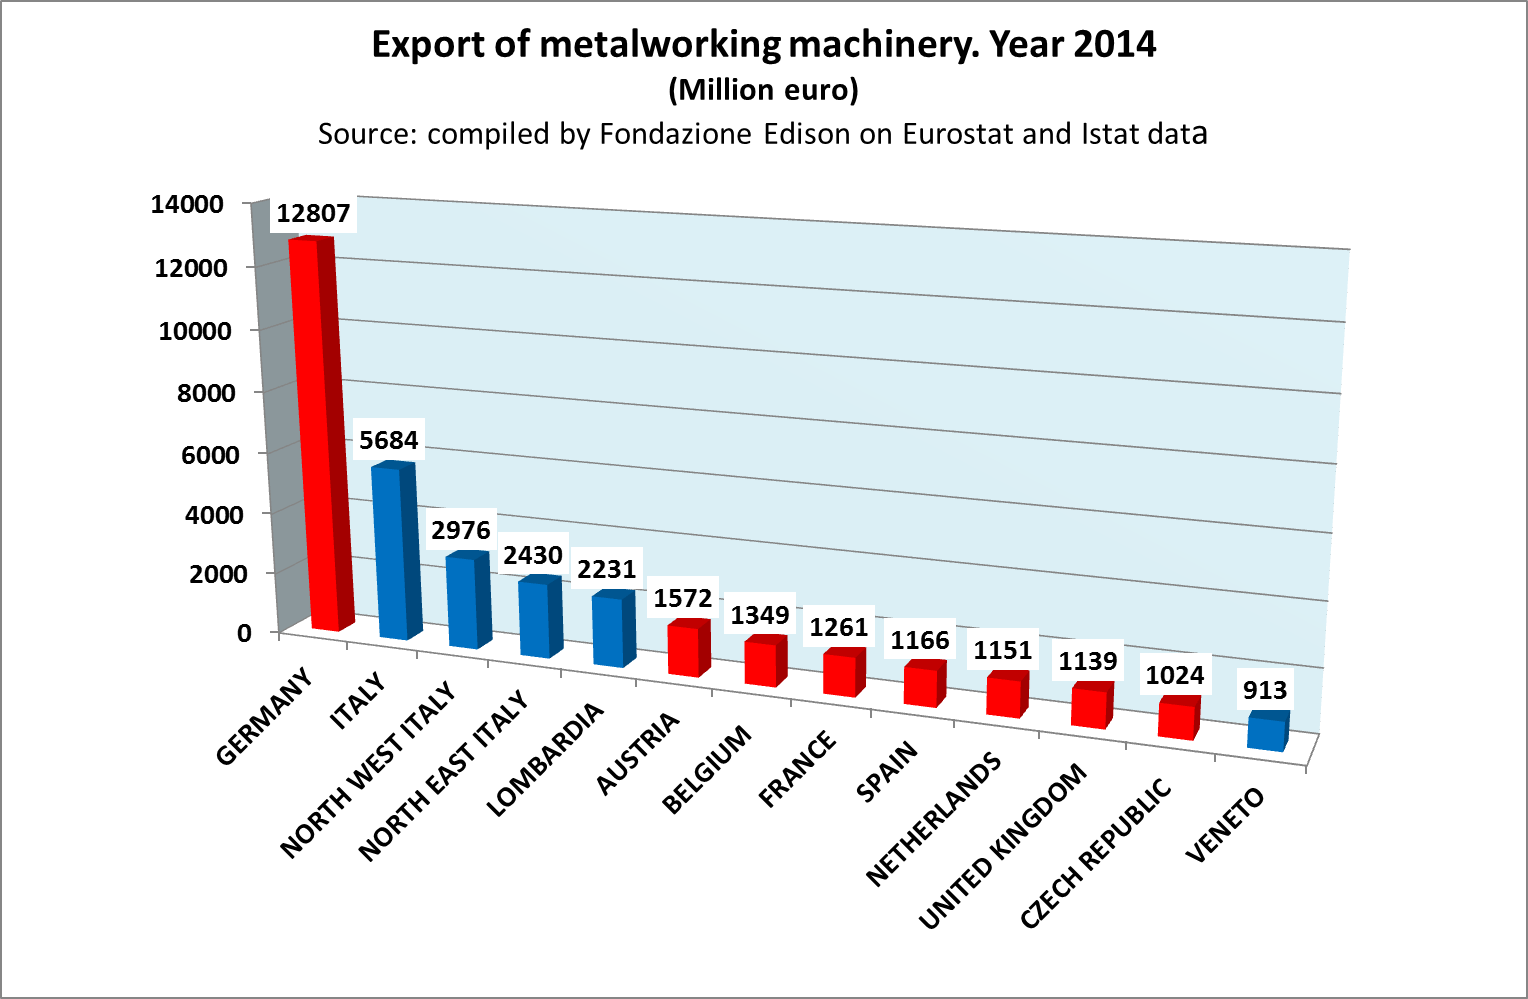 Export of metalworking machinery. Year 2014
(Million euro)
Source: compiled by Fondazione Edison on Eurostat and Istat data
14000
12000
10000
8000
6000
4000
2000
0
12807
5684
2976
2430
2231
1572
1349
1261
1166
1151
1139
1024
913
GERMANY
ITALY
NORTH WEST ITALY
NORTH EAST ITALY
LOMBARDIA
AUSTRIA
BELGIUM
FRANCE
SPAIN
NETHERLANDS
UNITED KINGDOM
CZECH REPUBLIC
VENETO